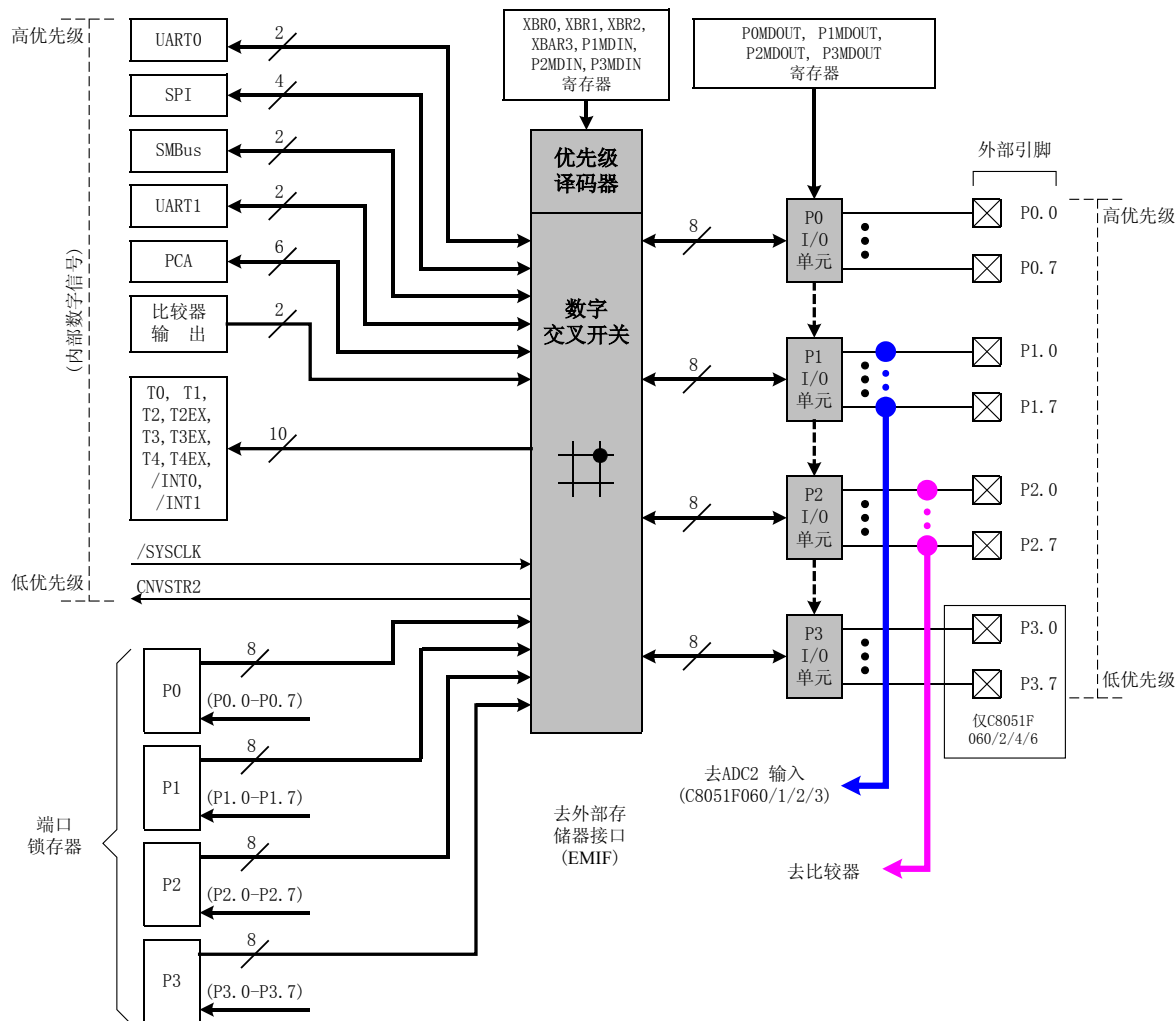 高优先级
(内部数字信号)
低优先级
UART0
2
SPI
4
SMBus
2
UART1
2
PCA
6
比较器
输 出
2
T0, T1,
T2, T2EX,
T3, T3EX,
T4, T4EX,
/INT0,
/INT1
10
/SYSCLK
CNVSTR2
XBR0, XBR1, XBR2,
XBAR3, P1MDIN,
P2MDIN, P3MDIN
寄存器
优先级
译码器
数字
交叉开关
P0MDOUT, P1MDOUT,
P2MDOUT, P3MDOUT
寄存器
外部引脚
8
P0
I/O
单元
P0.0
P0.7
高优先级
8
P1
I/O
单元
P1.0
P1.7
8
P2
I/O
单元
P2.0
P2.7
8
P3
I/O
单元
P3.0
P3.7
低优先级
仅C8051F
060/2/4/6
端口
锁存器
P0
8
(P0.0-P0.7)
P1
8
(P1.0-P1.7)
P2
8
(P2.0-P2.7)
P3
8
(P3.0-P3.7)
去外部存
储器接口
(EMIF)
去ADC2 输入
(C8051F060/1/2/3)
去比较器